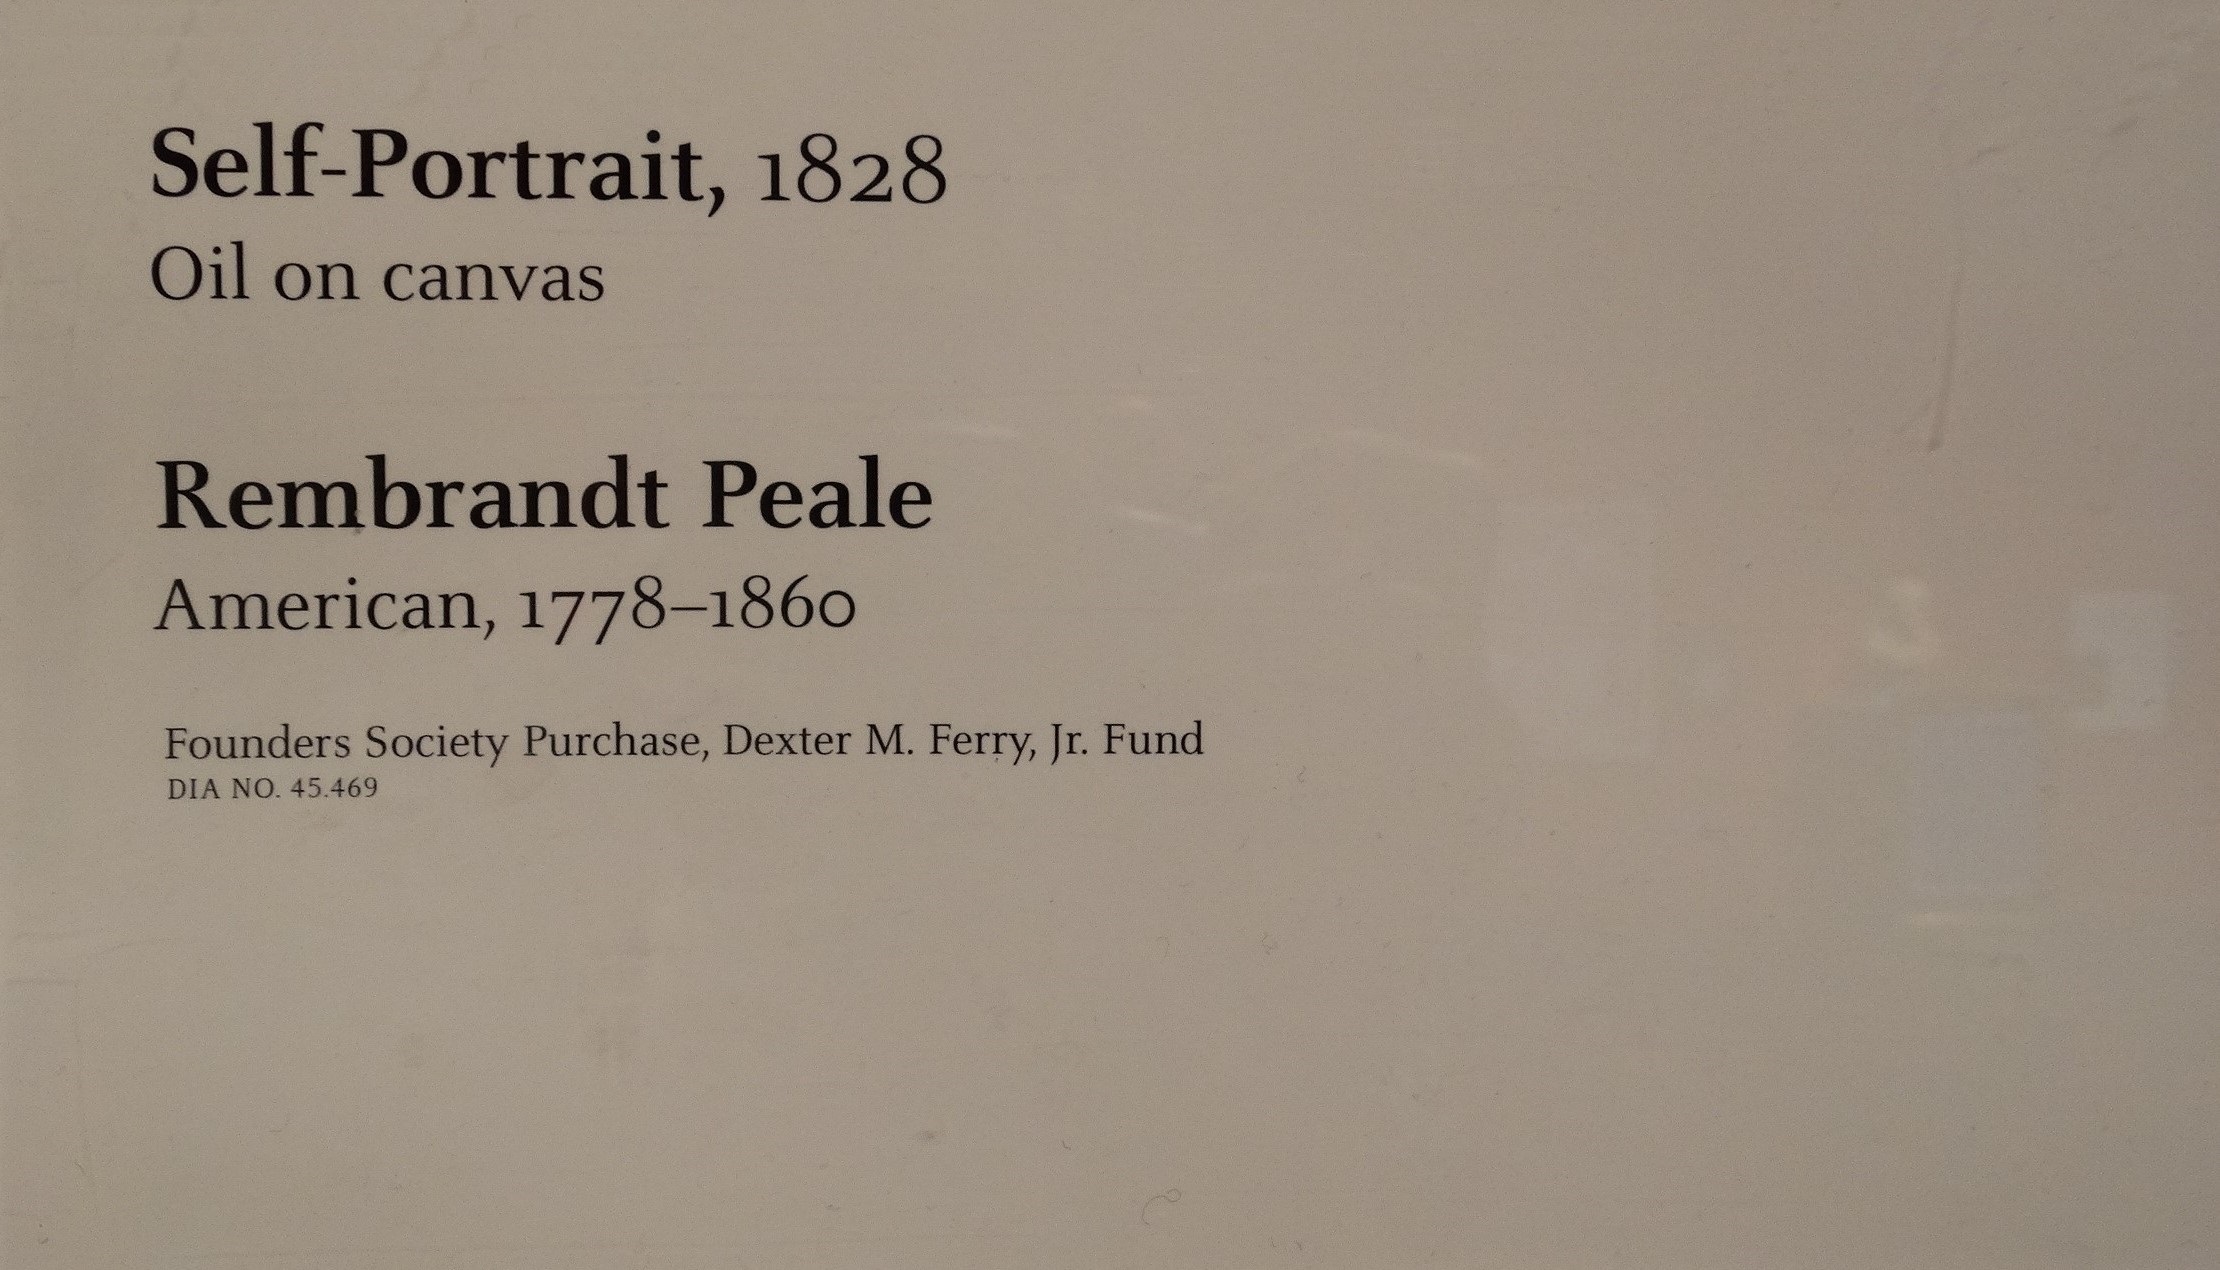 Self-Portrait, 1828
Oil on canvas
Rembrandt Peale
American, 1778–1860
Founders Society Purchase, Dexter M. Ferry, Jr. Fund
DIA NO. 45.469